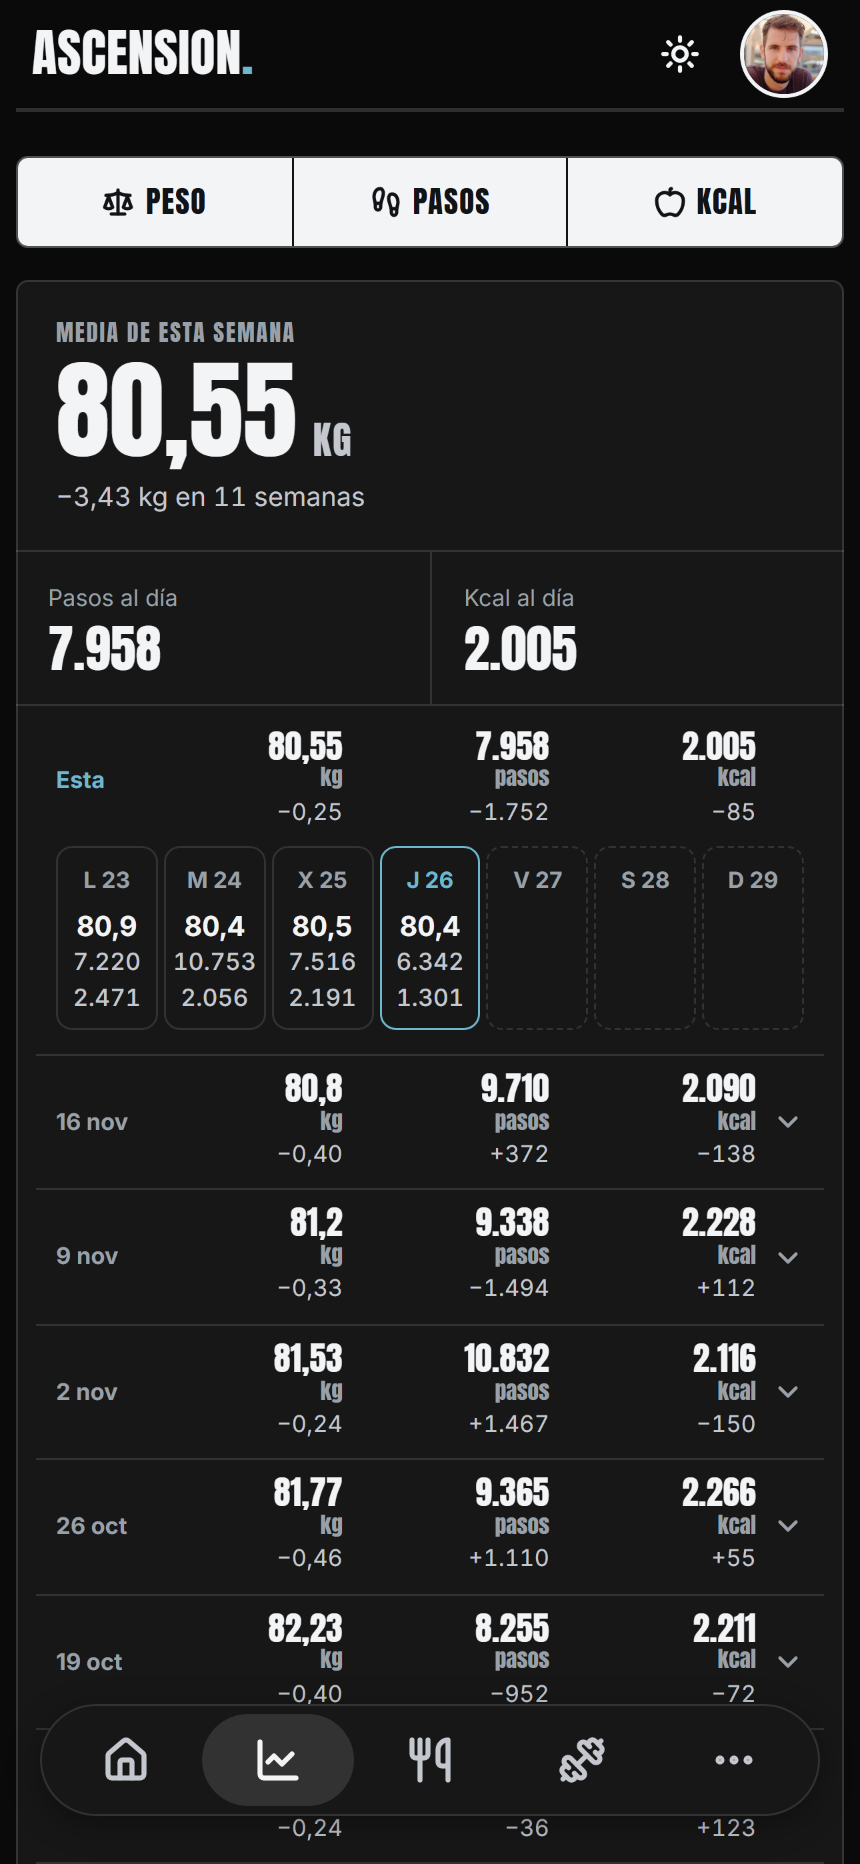 ASCENSION.
PESO
PASOS
KCAL
MEDIA DE ESTA SEMANA
80,55 KG
−3,43 kg en 11 semanas
Pasos al día
7.958
Kcal al día
2.005
Esta
80,55 kg −0,25
7.958 pasos −1.752
2.005 kcal −85
L 23
80,9
7.220
2.471
M 24
80,4
10.753
2.056
X 25
80,5
7.516
2.191
J 26
80,4
6.342
1.301
V 27
S 28
D 29
16 nov
80,8 kg −0,40
9.710 pasos +372
2.090 kcal −138
9 nov
81,2 kg −0,33
9.338 pasos −1.494
2.228 kcal +112
2 nov
81,53 kg −0,24
10.832 pasos +1.467
2.116 kcal −150
26 oct
81,77 kg −0,46
9.365 pasos +1.110
2.266 kcal +55
19 oct
82,23 kg −0,40
8.255 pasos −952
2.211 kcal −72
−0,24
−36
+123